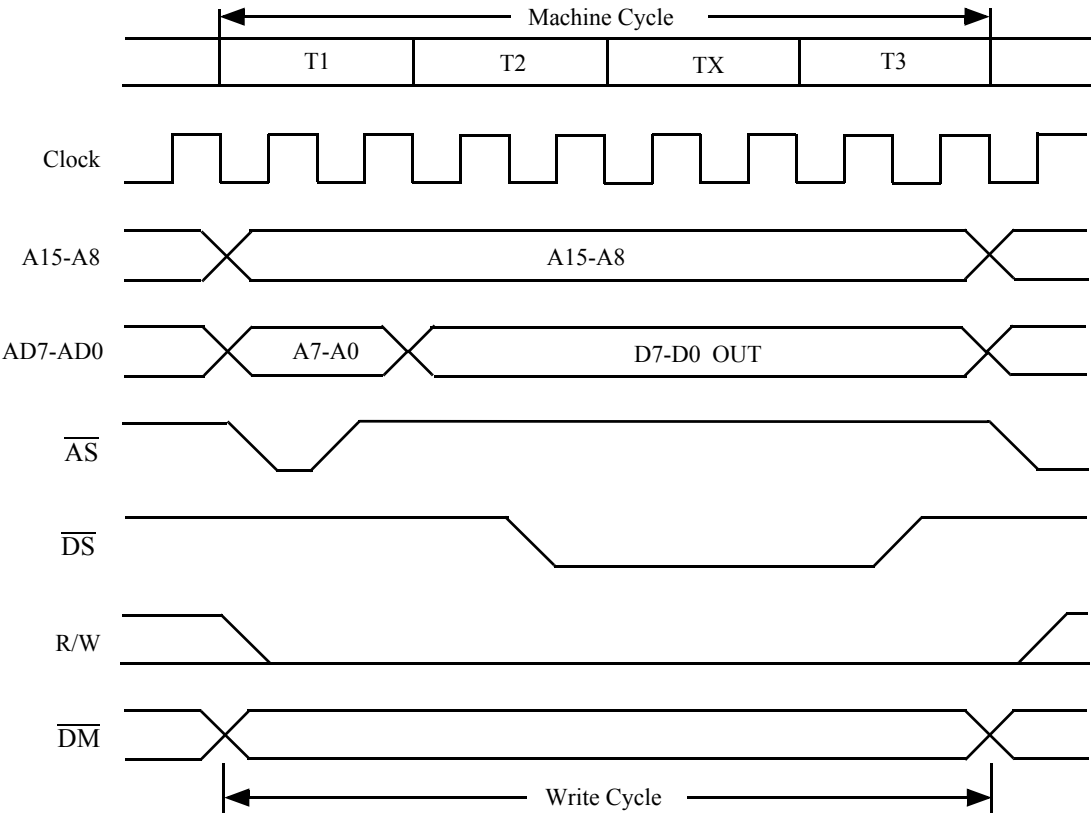 Machine Cycle
T1 T2 TX T3
Clock
A15-A8 A15-A8
AD7-AD0 A7-A0 D7-D0 OUT
AS
DS
R/W
DM
Write Cycle